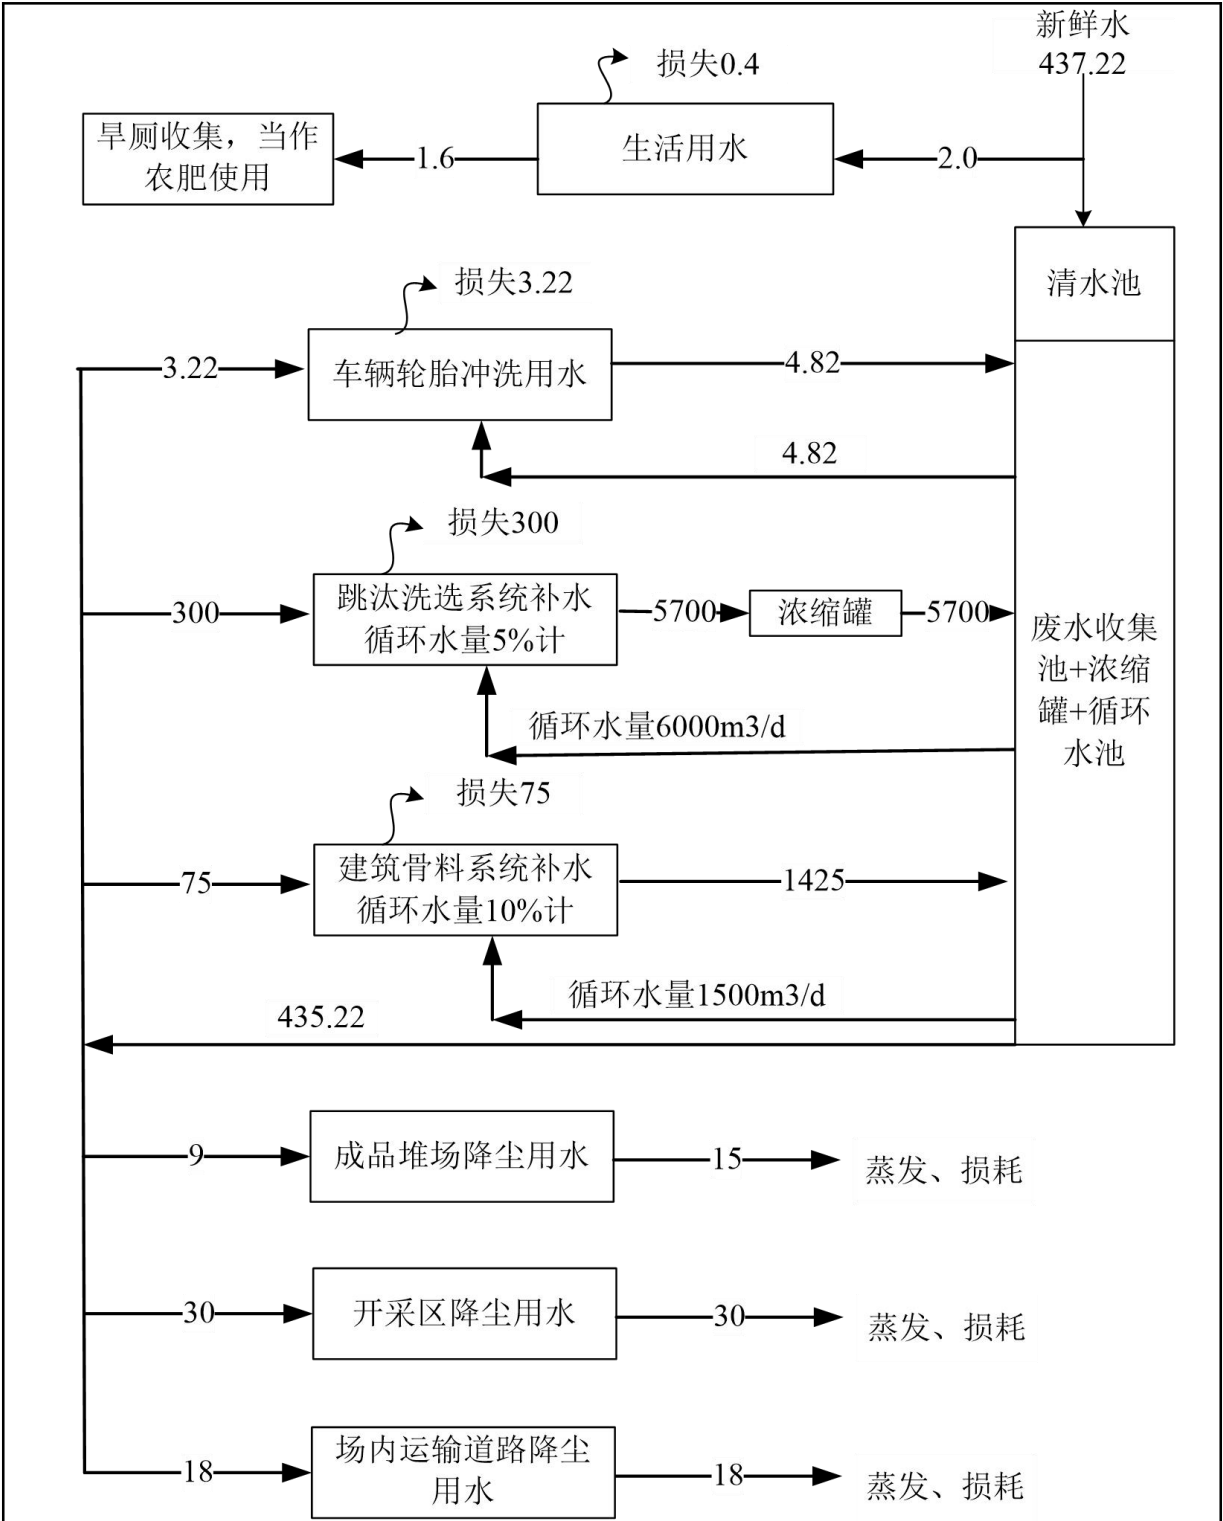 新鲜水
437.22
损失0.4
旱厕收集，当作
农肥使用
1.6
生活用水
2.0
清水池
损失3.22
3.22
车辆轮胎冲洗用水
4.82
4.82
损失300
300
跳汰洗选系统补水
循环水量5%计
5700
浓缩罐
5700
废水收集
池+浓缩
罐+循环
水池
循环水量6000m3/d
损失75
75
建筑骨料系统补水
循环水量10%计
1425
循环水量1500m3/d
435.22
9
成品堆场降尘用水
15
蒸发、损耗
30
开采区降尘用水
30
蒸发、损耗
18
场内运输道路降尘
用水
18
蒸发、损耗